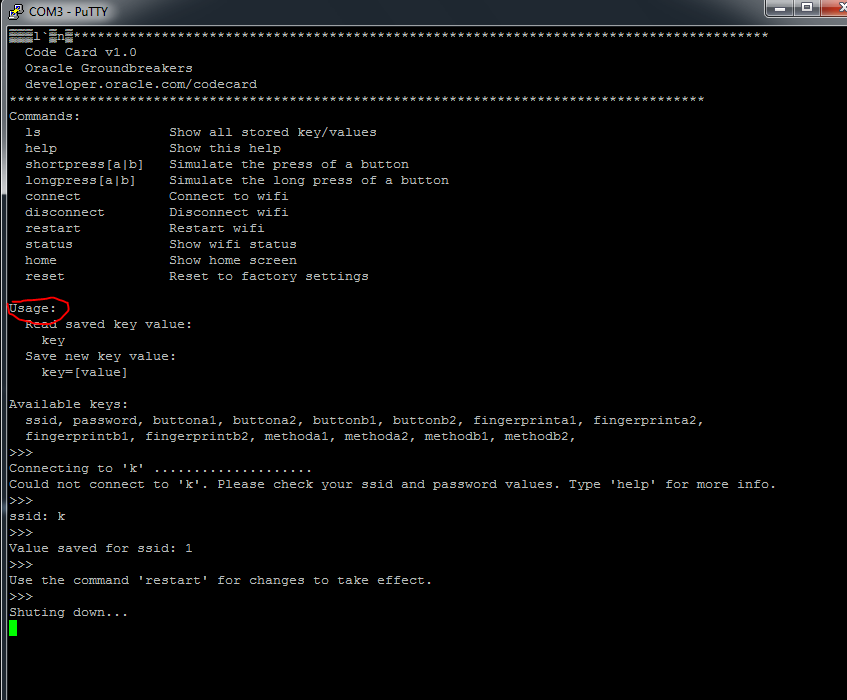 COM3 - PuTTY
▒▒▒l`▒n▒***************************************************************************************
Code Card v1.0
Oracle Groundbreakers
developer.oracle.com/codecard
***************************************************************************************
Commands:
ls Show all stored key/values
help Show this help
shortpress[a|b] Simulate the press of a button
longpress[a|b] Simulate the long press of a button
connect Connect to wifi
disconnect Disconnect wifi
restart Restart wifi
status Show wifi status
home Show home screen
reset Reset to factory settings
Usage:
Read saved key value:
key
Save new key value:
key=[value]
Available keys:
ssid, password, buttona1, buttona2, buttonb1, buttonb2, fingerprinta1, fingerprinta2,
fingerprintb1, fingerprintb2, methoda1, methoda2, methodb1, methodb2,
>>>
Connecting to 'k' ....................
Could not connect to 'k'. Please check your ssid and password values. Type 'help' for more info.
>>>
ssid: k
>>>
Value saved for ssid: 1
>>>
Use the command 'restart' for changes to take effect.
>>>
Shuting down...